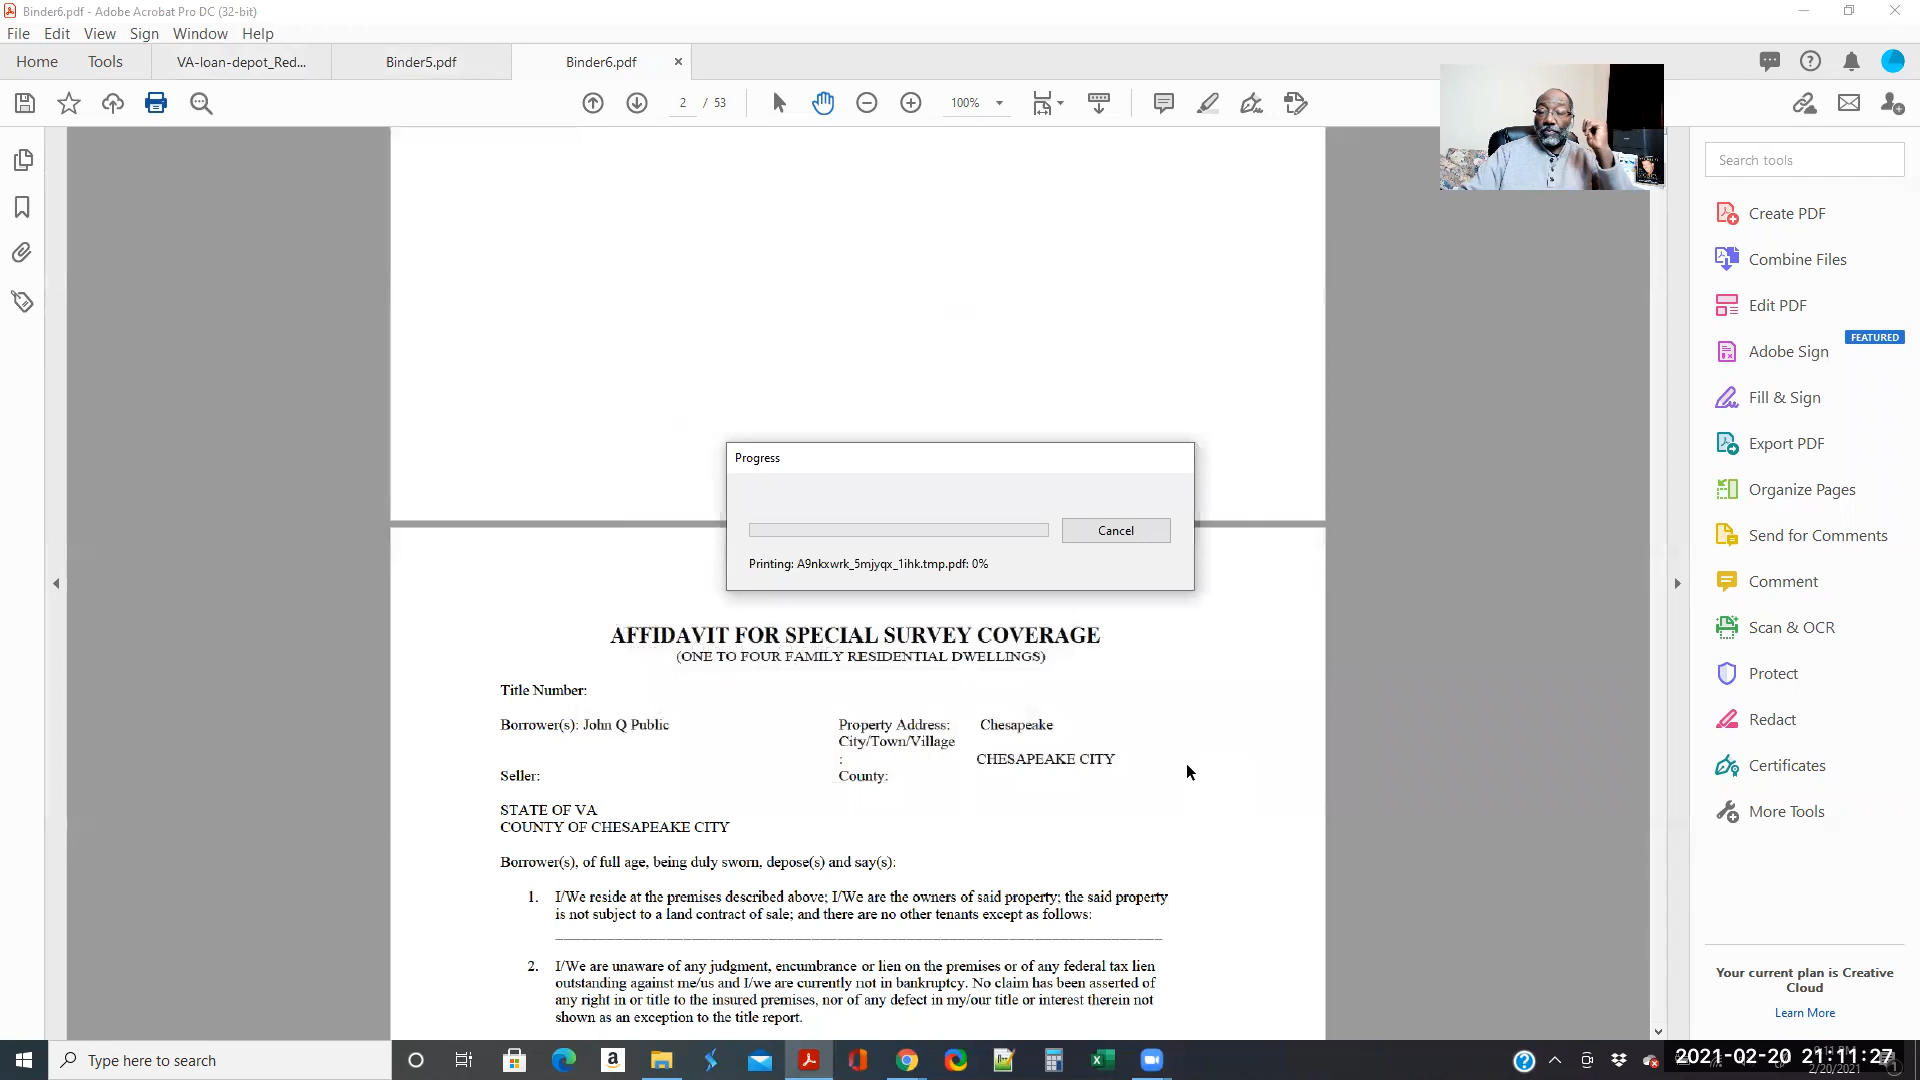 Binder6.pdf - Adobe Acrobat Pro DC (32-bit)
File Edit View Sign Window Help
Home Tools VA-loan-depot_Red... Binder5.pdf Binder6.pdf
2 / 53 100%
Search tools
Create PDF
Combine Files
Edit PDF
FEATURED
Adobe Sign
Fill & Sign
Export PDF
Organize Pages
Send for Comments
Comment
Scan & OCR
Protect
Redact
Certificates
More Tools
Your current plan is Creative
Cloud
Learn More
Progress
Cancel
Printing: A9nkxwrk_5mjyqx_1ihk.tmp.pdf: 0%
AFFIDAVIT FOR SPECIAL SURVEY COVERAGE
(ONE TO FOUR FAMILY RESIDENTIAL DWELLINGS)
Title Number:
Borrower(s): John Q Public Property Address: Chesapeake
City/Town/Village
: CHESAPEAKE CITY
Seller: County:
STATE OF VA
COUNTY OF CHESAPEAKE CITY
Borrower(s), of full age, being duly sworn, depose(s) and say(s):
1. I/We reside at the premises described above; I/We are the owners of said property; the said property
is not subject to a land contract of sale; and there are no other tenants except as follows:
2. I/We are unaware of any judgment, encumbrance or lien on the premises or of any federal tax lien
outstanding against me/us and I/we are currently not in bankruptcy. No claim has been asserted of
any right in or title to the insured premises, nor of any defect in my/our title or interest therein not
shown as an exception to the title report.
Type here to search
2021-02-20 21:11:27
2/20/2021